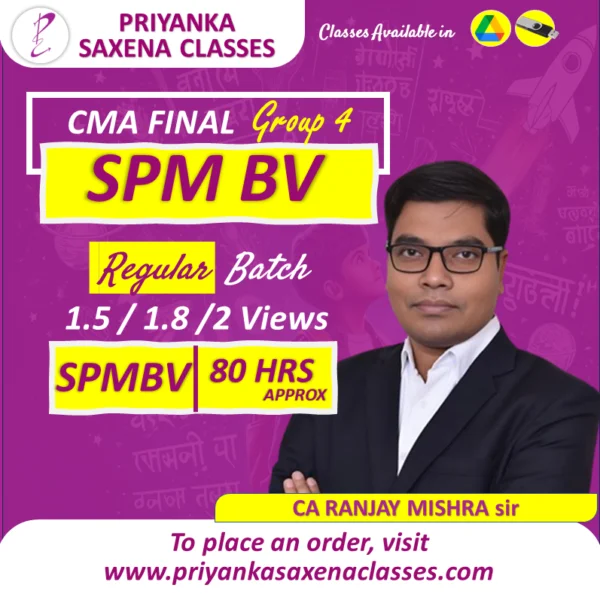 PRIYANKA
SAXENA CLASSES
Classes Available in
CMA FINAL Group 4
SPM BV
Regular Batch
1.5 / 1.8 /2 Views
SPMBV 80 HRS
APPROX
CA RANJAY MISHRA sir
To place an order, visit
www.priyankasaxenaclasses.com